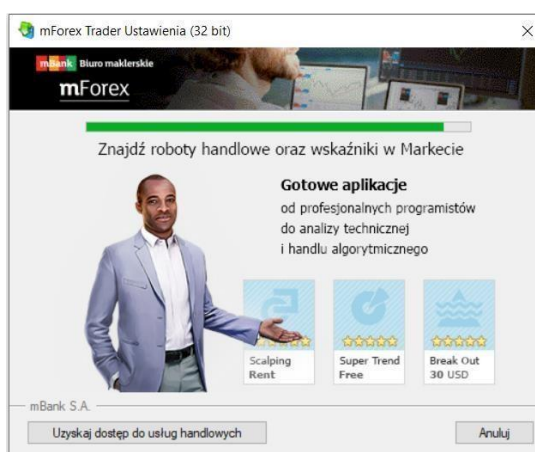 mForex Trader Ustawienia (32 bit)
mBank Biuro maklerskie
mForex
Znajdź roboty handlowe oraz wskaźniki w Markecie
Gotowe aplikacje
od profesjonalnych programistów
do analizy technicznej
i handlu algorytmicznego
Scalping
Rent
Super Trend
Free
Break Out
30 USD
mBank S.A.
Uzyskaj dostęp do usług handlowych
Anuluj